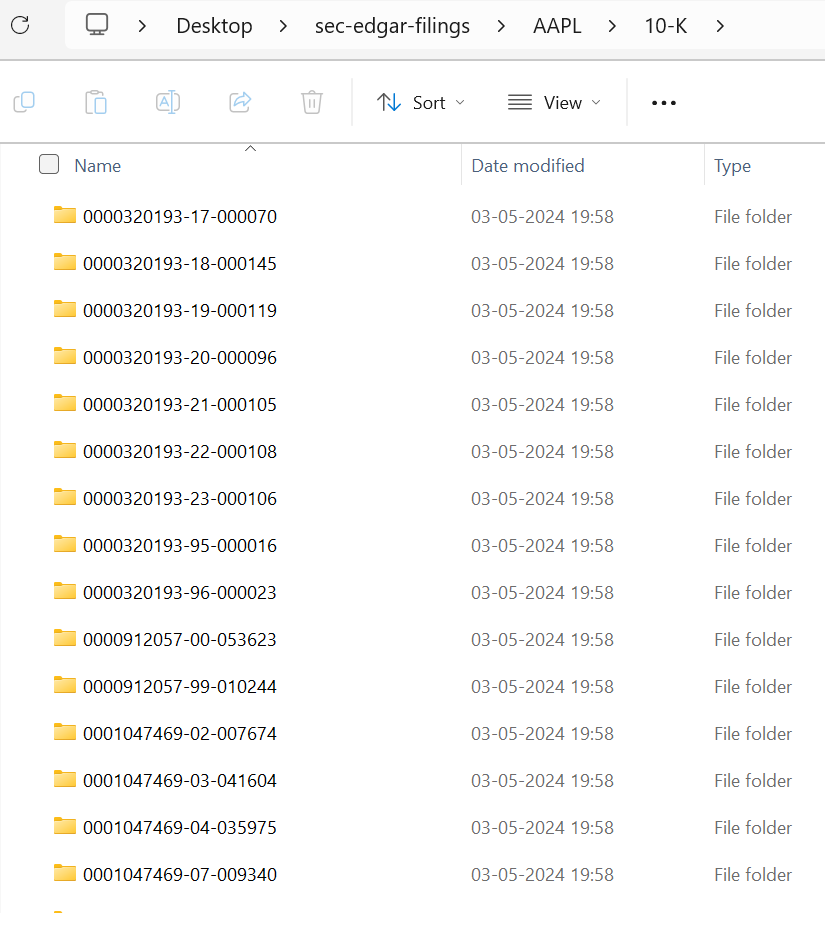 Desktop > sec-edgar-filings > AAPL > 10-K >
Sort View
Name Date modified Type
0000320193-17-000070 03-05-2024 19:58 File folder
0000320193-18-000145 03-05-2024 19:58 File folder
0000320193-19-000119 03-05-2024 19:58 File folder
0000320193-20-000096 03-05-2024 19:58 File folder
0000320193-21-000105 03-05-2024 19:58 File folder
0000320193-22-000108 03-05-2024 19:58 File folder
0000320193-23-000106 03-05-2024 19:58 File folder
0000320193-95-000016 03-05-2024 19:58 File folder
0000320193-96-000023 03-05-2024 19:58 File folder
0000912057-00-053623 03-05-2024 19:58 File folder
0000912057-99-010244 03-05-2024 19:58 File folder
0001047469-02-007674 03-05-2024 19:58 File folder
0001047469-03-041604 03-05-2024 19:58 File folder
0001047469-04-035975 03-05-2024 19:58 File folder
0001047469-07-009340 03-05-2024 19:58 File folder